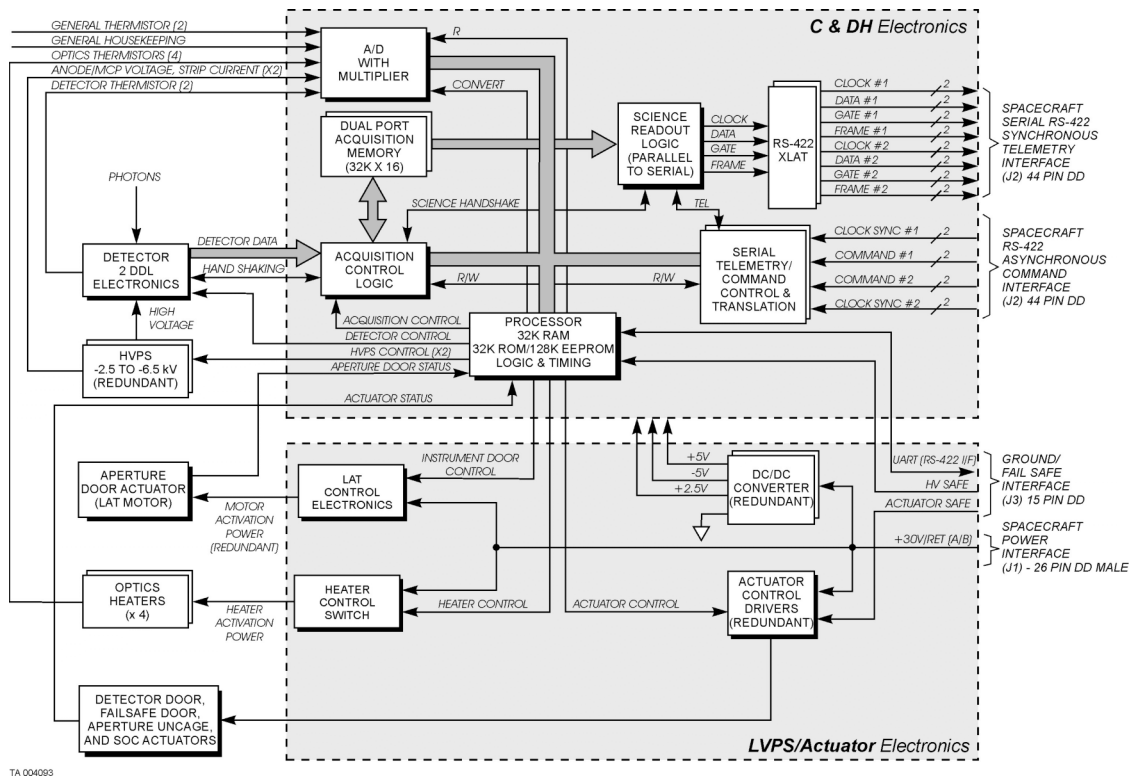 GENERAL THERMISTOR (2)
GENERAL HOUSEKEEPING
OPTICS THERMISTORS (4)
ANODE/MCP VOLTAGE, STRIP CURRENT (X2)
DETECTOR THERMISTOR (2)
A/D
WITH
MULTIPLIER
R
CONVERT
C & DH Electronics
DUAL PORT
ACQUISITION
MEMORY
(32K X 16)
SCIENCE
READOUT
LOGIC
(PARALLEL
TO SERIAL)
CLOCK
DATA
GATE
FRAME
RS-422
XLAT
CLOCK #1
2
DATA #1
2
GATE #1
2
FRAME #1
2
CLOCK #2
2
DATA #2
2
GATE #2
2
FRAME #2
2
SPACECRAFT
SERIAL RS-422
SYNCHRONOUS
TELEMETRY
INTERFACE
(J2) 44 PIN DD
PHOTONS
SCIENCE HANDSHAKE
TEL
DETECTOR
2 DDL
ELECTRONICS
DETECTOR DATA
HAND SHAKING
ACQUISITION
CONTROL
LOGIC
R/W
R/W
SERIAL
TELEMETRY/
COMMAND
CONTROL &
TRANSLATION
CLOCK SYNC #1
2
COMMAND #1
2
COMMAND #2
2
CLOCK SYNC #2
2
SPACECRAFT
RS-422
ASYNCHRONOUS
COMMAND
INTERFACE
(J2) 44 PIN DD
HIGH
VOLTAGE
HVPS
-2.5 TO -6.5 kV
(REDUNDANT)
ACQUISITION CONTROL
DETECTOR CONTROL
HVPS CONTROL (X2)
APERTURE DOOR STATUS
ACTUATOR STATUS
PROCESSOR
32K RAM
32K ROM/128K EEPROM
LOGIC & TIMING
APERTURE
DOOR ACTUATOR
(LAT MOTOR)
MOTOR
ACTIVATION
POWER
(REDUNDANT)
LAT
CONTROL
ELECTRONICS
INSTRUMENT DOOR
CONTROL
+5V
-5V
+2.5V
DC/DC
CONVERTER
(REDUNDANT)
UART (RS-422 I/F)
HV SAFE
ACTUATOR SAFE
GROUND/
FAIL SAFE
INTERFACE
(J3) 15 PIN DD
+30V/RET (A/B)
SPACECRAFT
POWER
INTERFACE
(J1) - 26 PIN DD MALE
OPTICS
HEATERS
(x 4)
HEATER
ACTIVATION
POWER
HEATER
CONTROL
SWITCH
HEATER CONTROL
ACTUATOR CONTROL
ACTUATOR
CONTROL
DRIVERS
(REDUNDANT)
DETECTOR DOOR,
FAILSAFE DOOR,
APERTURE UNCAGE,
AND SOC ACTUATORS
LVPS/Actuator Electronics
TA 004093